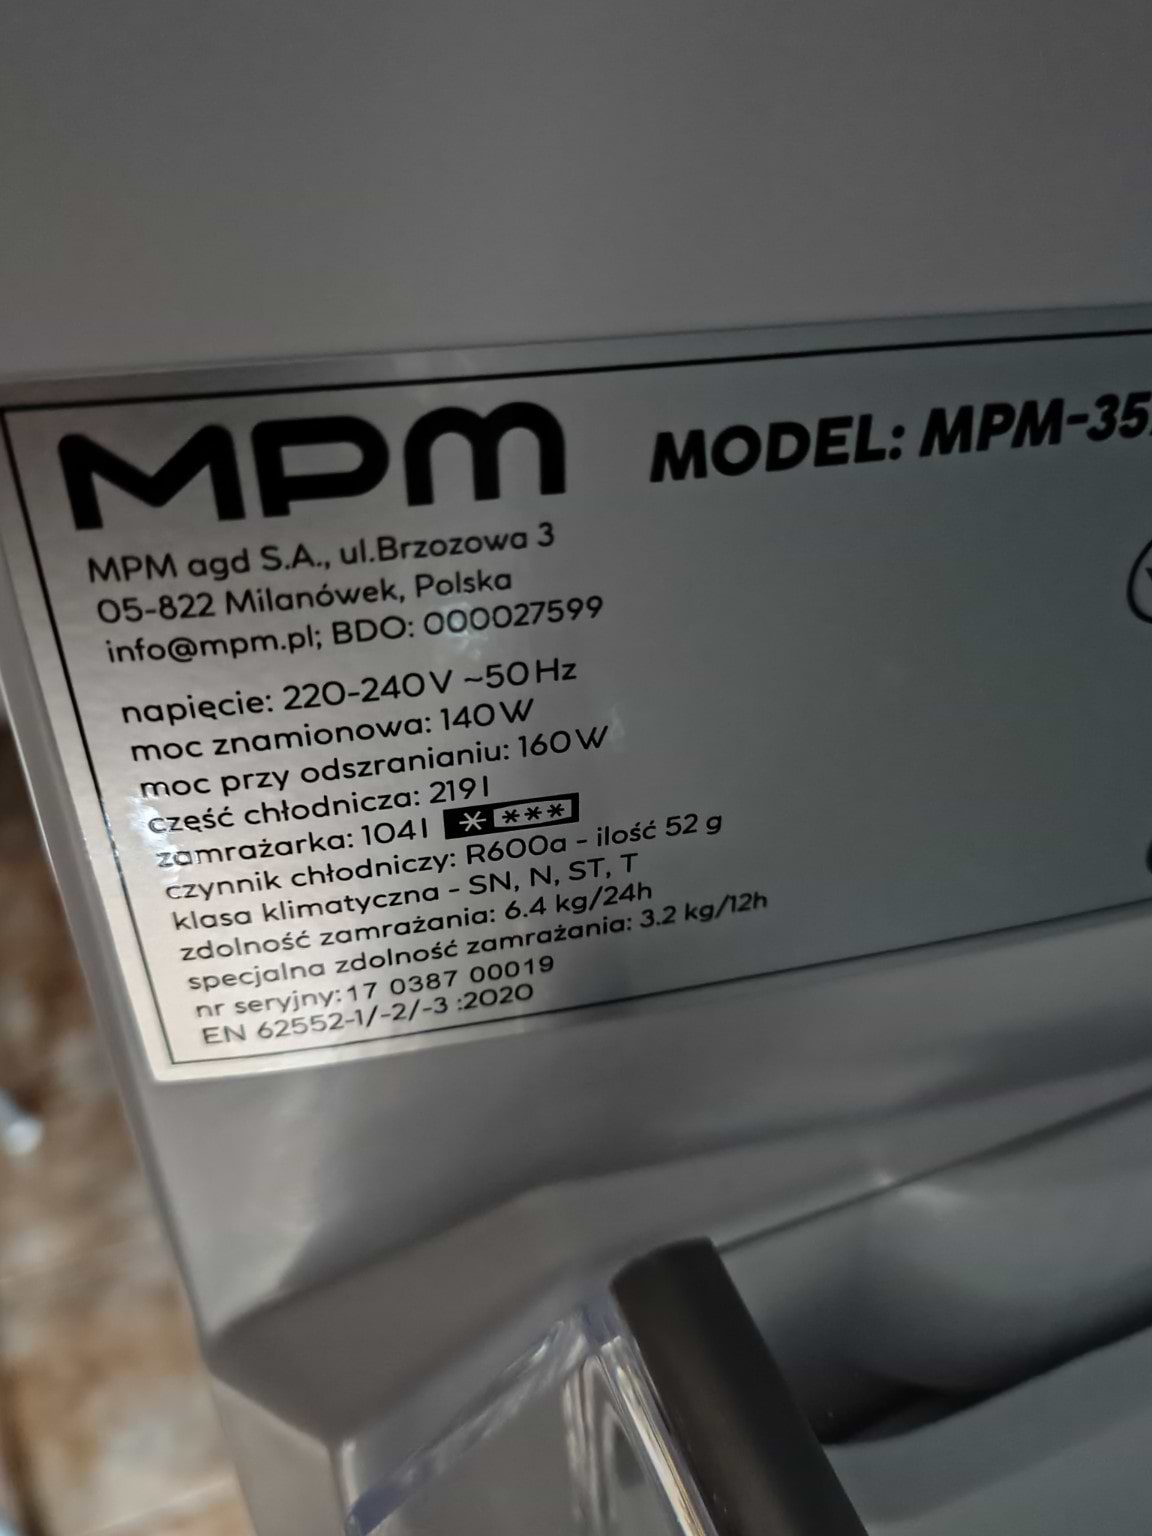 MPM
MODEL: MPM-35
MPM agd S.A., ul.Brzozowa 3
05-822 Milanówek, Polska
info@mpm.pl; BDO: 000027599
napięcie: 220-240V ~50Hz
moc znamionowa: 140W
moc przy odszranianiu: 160W
część chłodnicza: 219 l
zamrażarka: 104 l * ***
czynnik chłodniczy: R600a - ilość 52 g
klasa klimatyczna - SN, N, ST, T
zdolność zamrażania: 6.4 kg/24h
specjalna zdolność zamrażania: 3.2 kg/12h
nr seryjny: 17 0387 00019
EN 62552-1/-2/-3 :2020